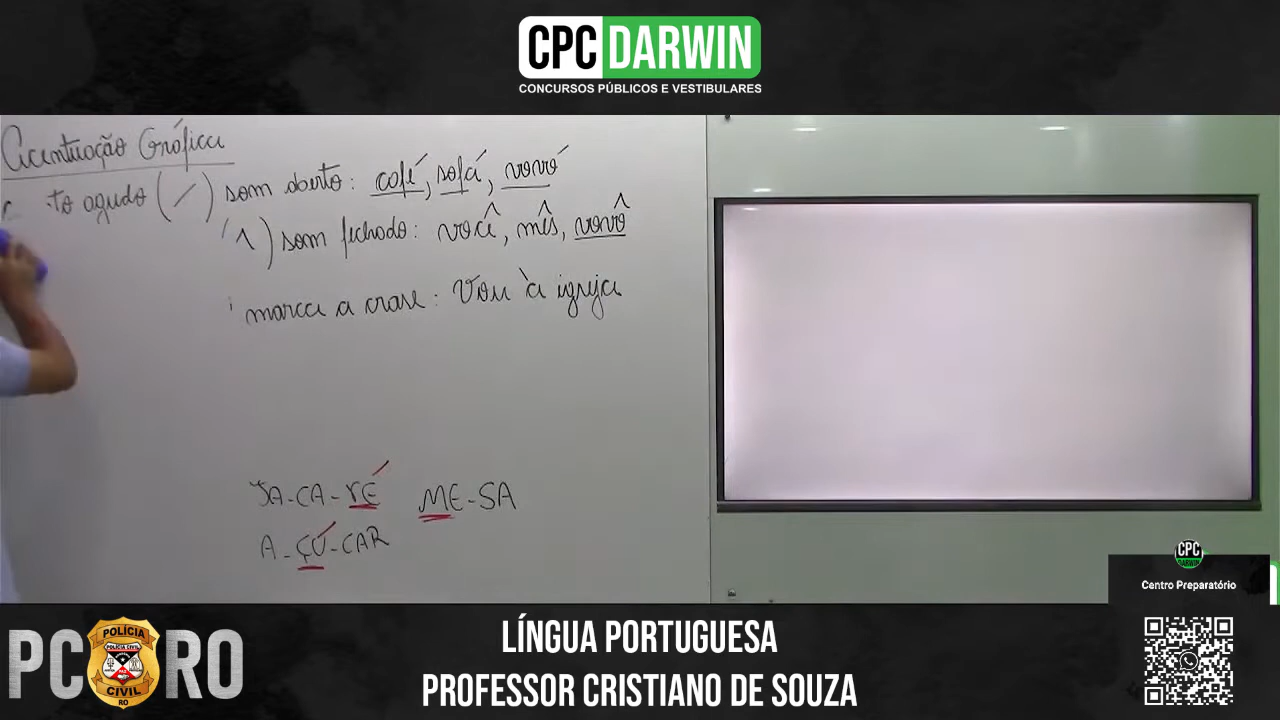 CPC DARWIN
CONCURSOS PÚBLICOS E VESTIBULARES
Acentuação Gráfica
to agudo (´) som aberto: café, sofá, vovó
(^) som fechado: você, mês, vovô
marca a crase: Vou à igreja
JA-CA-RÉ ME-SA
A-ÇÚ-CAR
CPC
DARWIN
Centro Preparatório
PC RO
POLÍCIA
CIVIL
RO
LÍNGUA PORTUGUESA
PROFESSOR CRISTIANO DE SOUZA